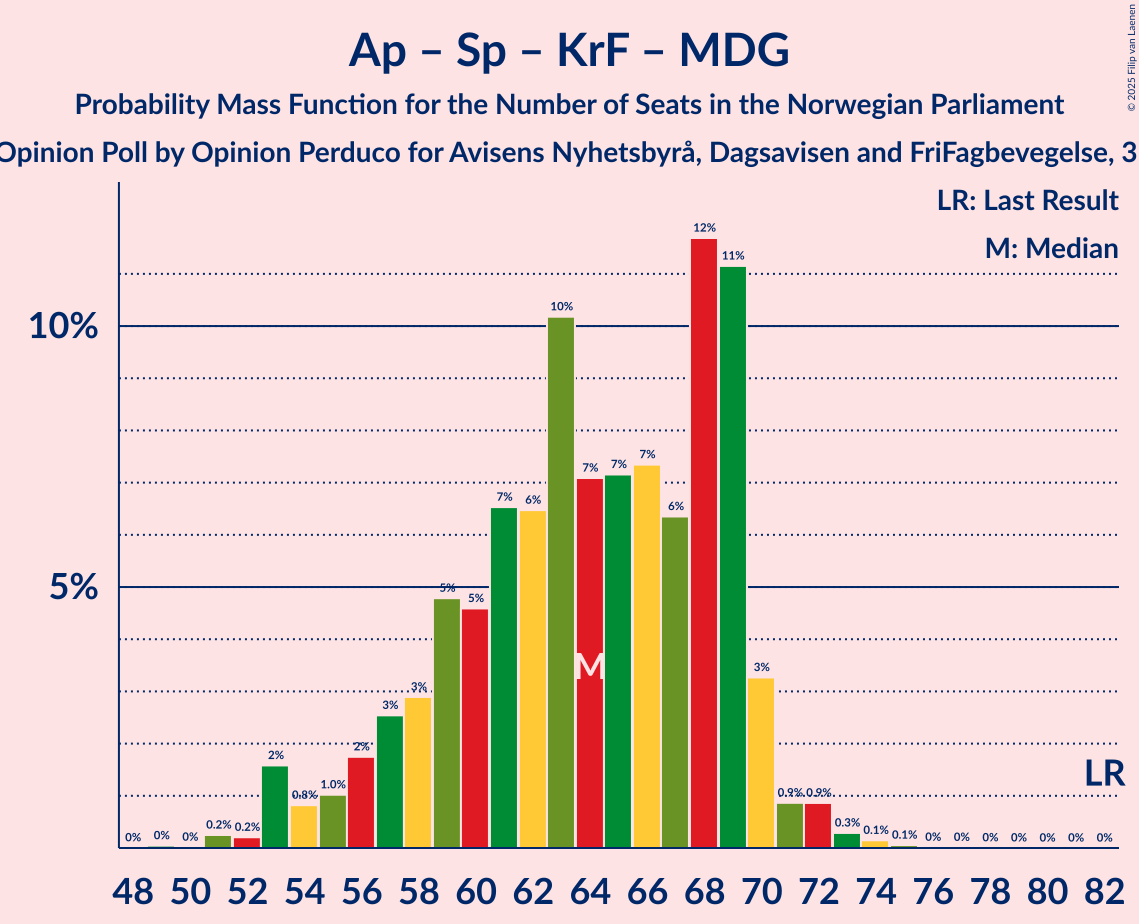 © 2025 Filip van Laenen
Ap – Sp – KrF – MDG
Probability Mass Function for the Number of Seats in the Norwegian Parliament
Opinion Poll by Opinion Perduco for Avisens Nyhetsbyrå, Dagsavisen and FriFagbevegelse, 3
LR: Last Result
M: Median
10%
5%
0% 0% 0% 0.2% 0.2% 2% 0.8% 1.0% 2% 3% 3% 5% 5% 7% 6% 10% 7% 7% 7% 6% 12% 11% 3% 0.9% 0.9% 0.3% 0.1% 0.1% 0% 0% 0% 0% 0% 0% 0%
M
LR
48 50 52 54 56 58 60 62 64 66 68 70 72 74 76 78 80 82